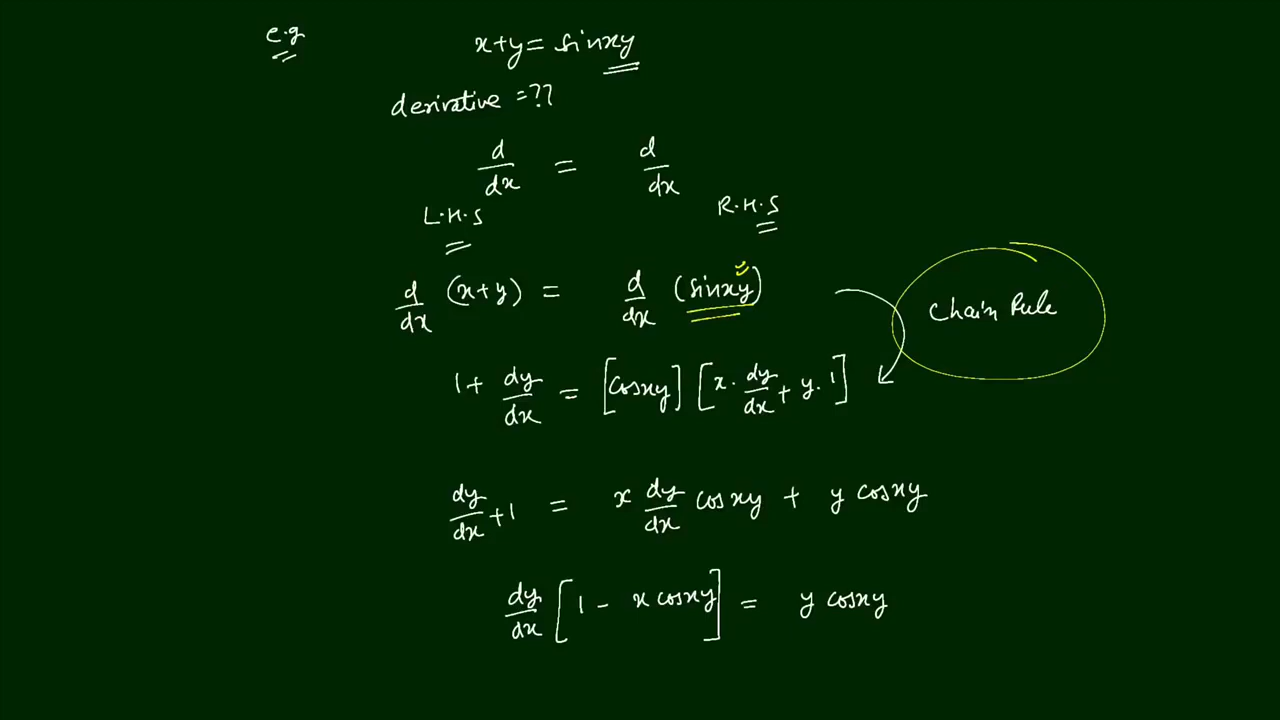 e.g x+y= sinxy
derivative =??
d/dx = d/dx
L.H.S R.H.S
d/dx (x+y) = d/dx (sinxy)
Chain Rule
1+ dy/dx = [cosxy] [x. dy/dx + y.1]
dy/dx +1 = x dy/dx cosxy + y cosxy
dy/dx [1 - x cosxy] = y cosxy